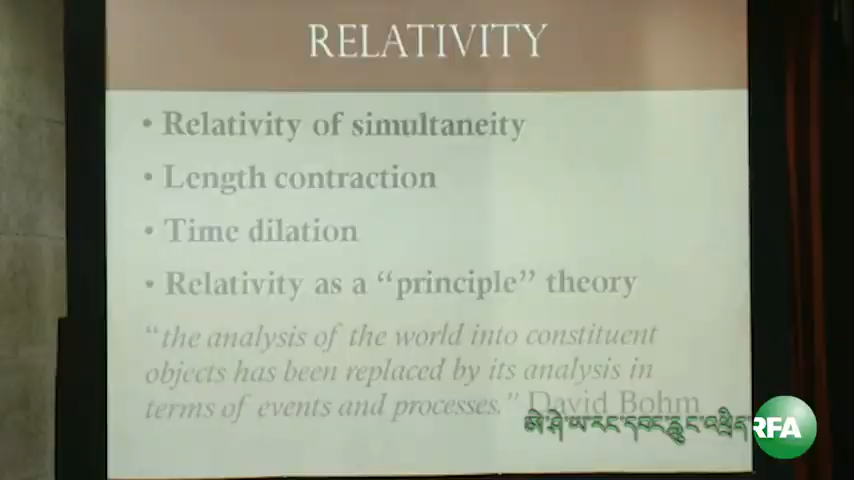 RELATIVITY
• Relativity of simultaneity
• Length contraction
• Time dilation
• Relativity as a “principle” theory
“the analysis of the world into constituent
objects has been replaced by its analysis in
terms of events and processes.” David Bohm
ཨེ་ཤི་ཡ་རང་དབང་རླུང་འཕྲིན
RFA